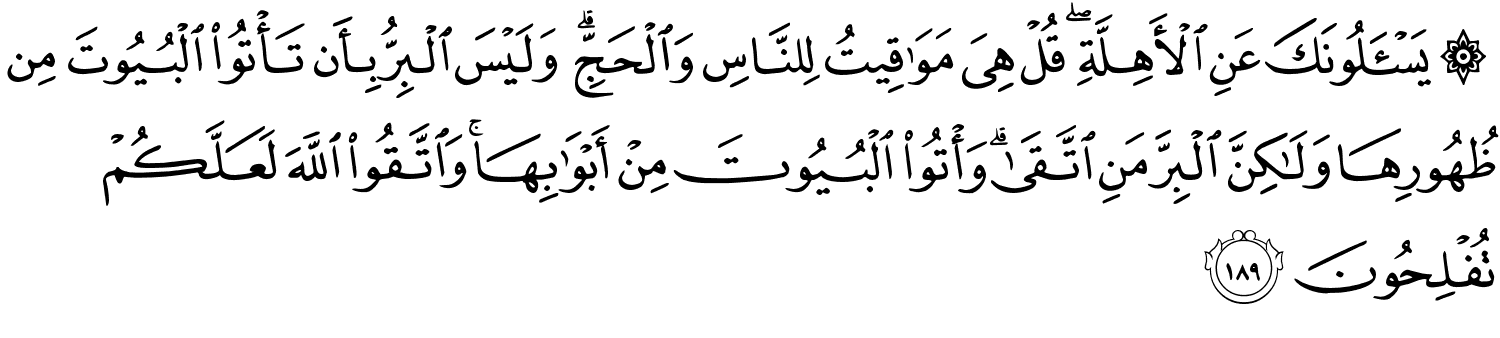 ۞ يَسْـَٔلُونَكَ عَنِ ٱلْأَهِلَّةِ ۖ قُلْ هِىَ مَوَٰقِيتُ لِلنَّاسِ وَٱلْحَجِّ ۗ وَلَيْسَ ٱلْبِرُّ بِأَن تَأْتُوا۟ ٱلْبُيُوتَ مِن
ظُهُورِهَا وَلَـٰكِنَّ ٱلْبِرَّ مَنِ ٱتَّقَىٰ ۗ وَأْتُوا۟ ٱلْبُيُوتَ مِنْ أَبْوَٰبِهَا ۚ وَٱتَّقُوا۟ ٱللَّهَ لَعَلَّكُمْ
تُفْلِحُونَ ١٨٩